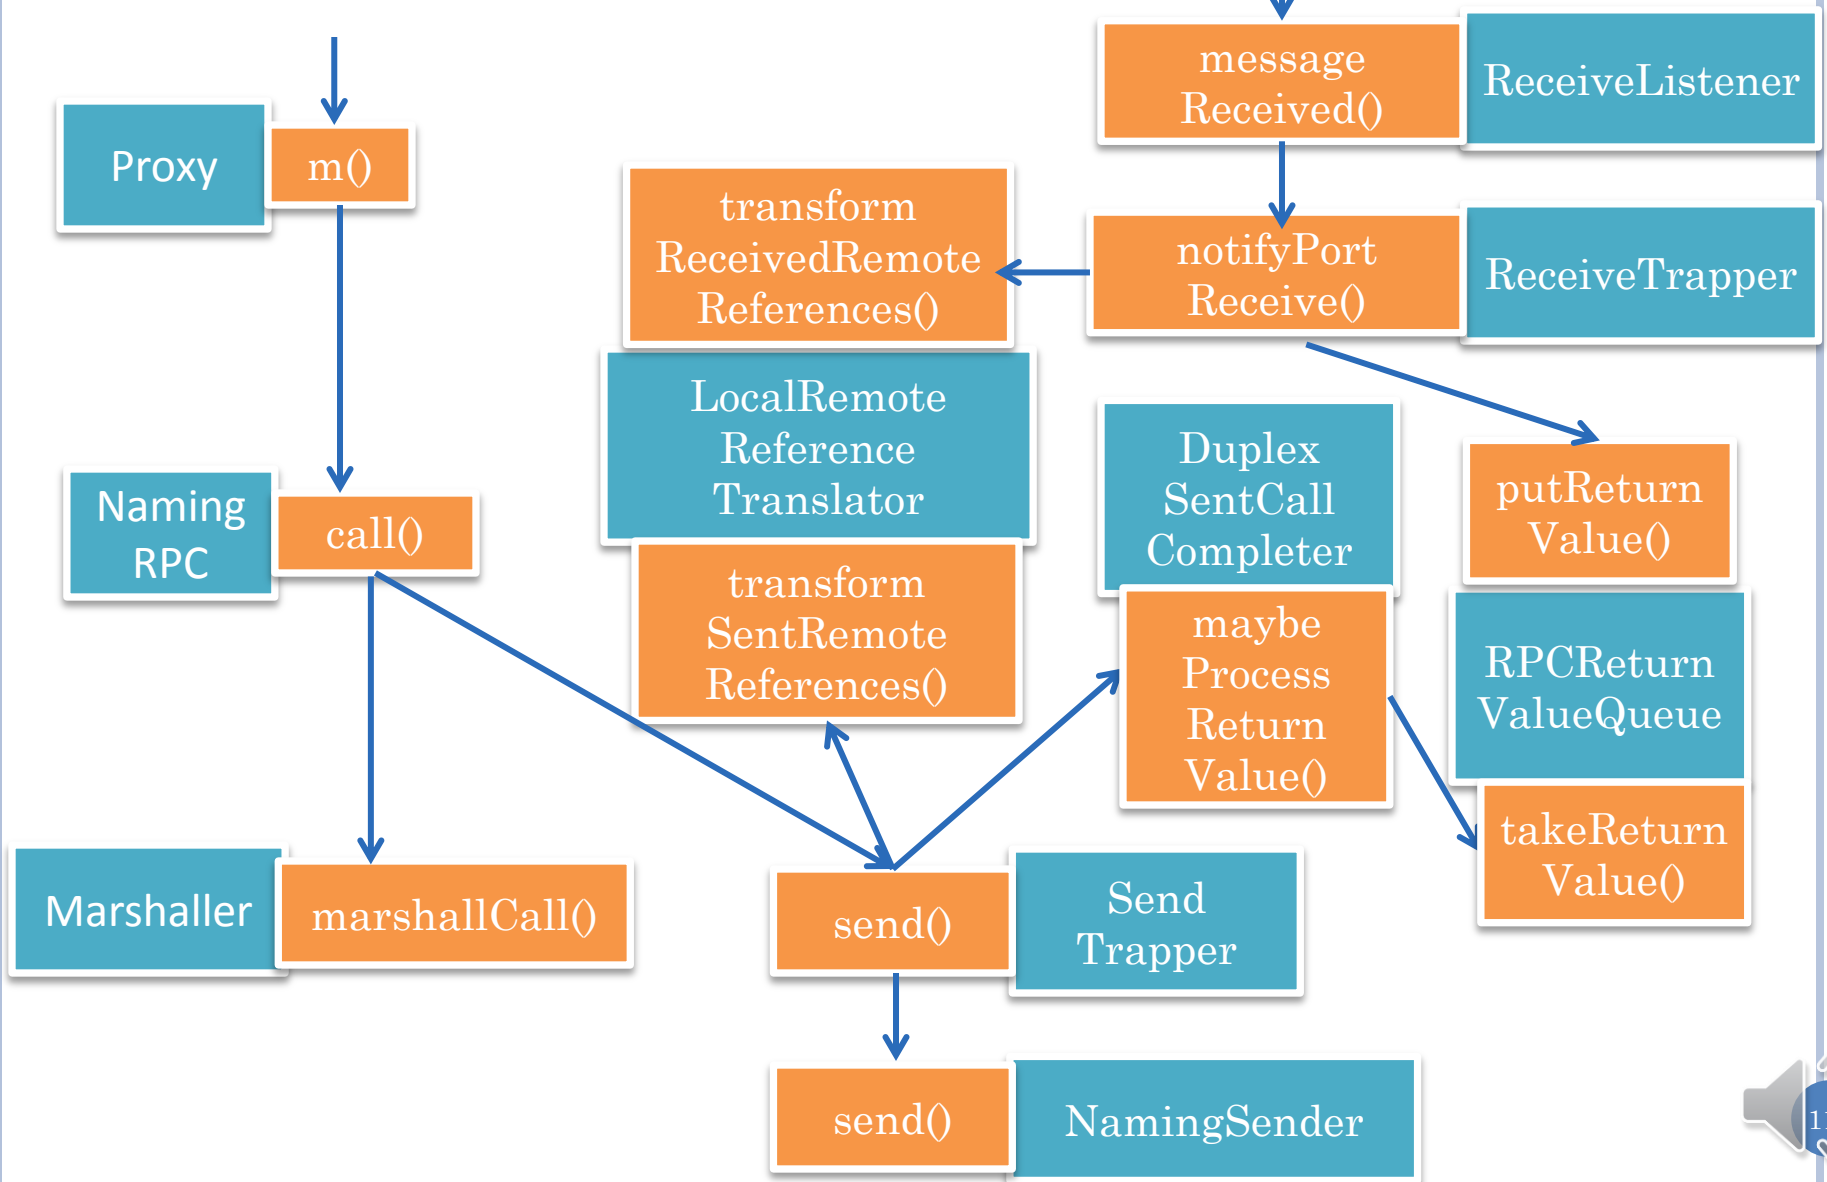 message
Received()
ReceiveListener
Proxy
m()
transform
ReceivedRemote
References()
notifyPort
Receive()
ReceiveTrapper
LocalRemote
Reference
Translator
Duplex
SentCall
Completer
putReturn
Value()
Naming
RPC
call()
transform
SentRemote
References()
maybe
Process
Return
Value()
RPCReturn
ValueQueue
takeReturn
Value()
Marshaller
marshallCall()
send()
Send
Trapper
send()
NamingSender